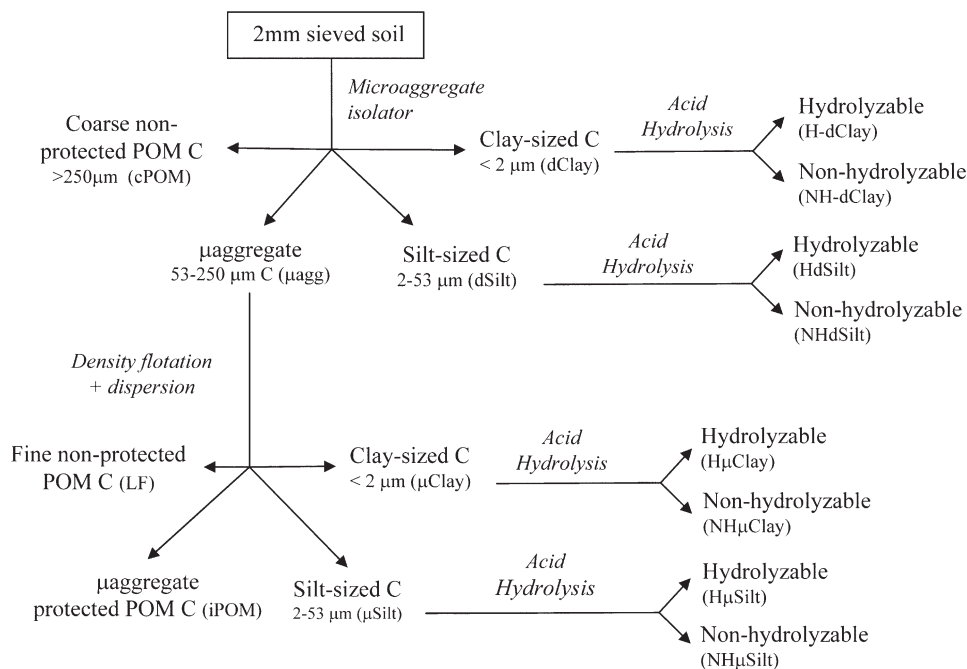 2mm sieved soil
Microaggregate
isolator
Coarse non-
protected POM C
>250μm (cPOM)
Clay-sized C
< 2 μm (dClay)
Acid
Hydrolysis
Hydrolyzable
(H-dClay)
Non-hydrolyzable
(NH-dClay)
μaggregate
53-250 μm C (μagg)
Silt-sized C
2-53 μm (dSilt)
Acid
Hydrolysis
Hydrolyzable
(HdSilt)
Non-hydrolyzable
(NHdSilt)
Density flotation
+ dispersion
Fine non-protected
POM C (LF)
Clay-sized C
< 2 μm (μClay)
Acid
Hydrolysis
Hydrolyzable
(HμClay)
Non-hydrolyzable
(NHμClay)
μaggregate
protected POM C (iPOM)
Silt-sized C
2-53 μm (μSilt)
Acid
Hydrolysis
Hydrolyzable
(HμSilt)
Non-hydrolyzable
(NHμSilt)